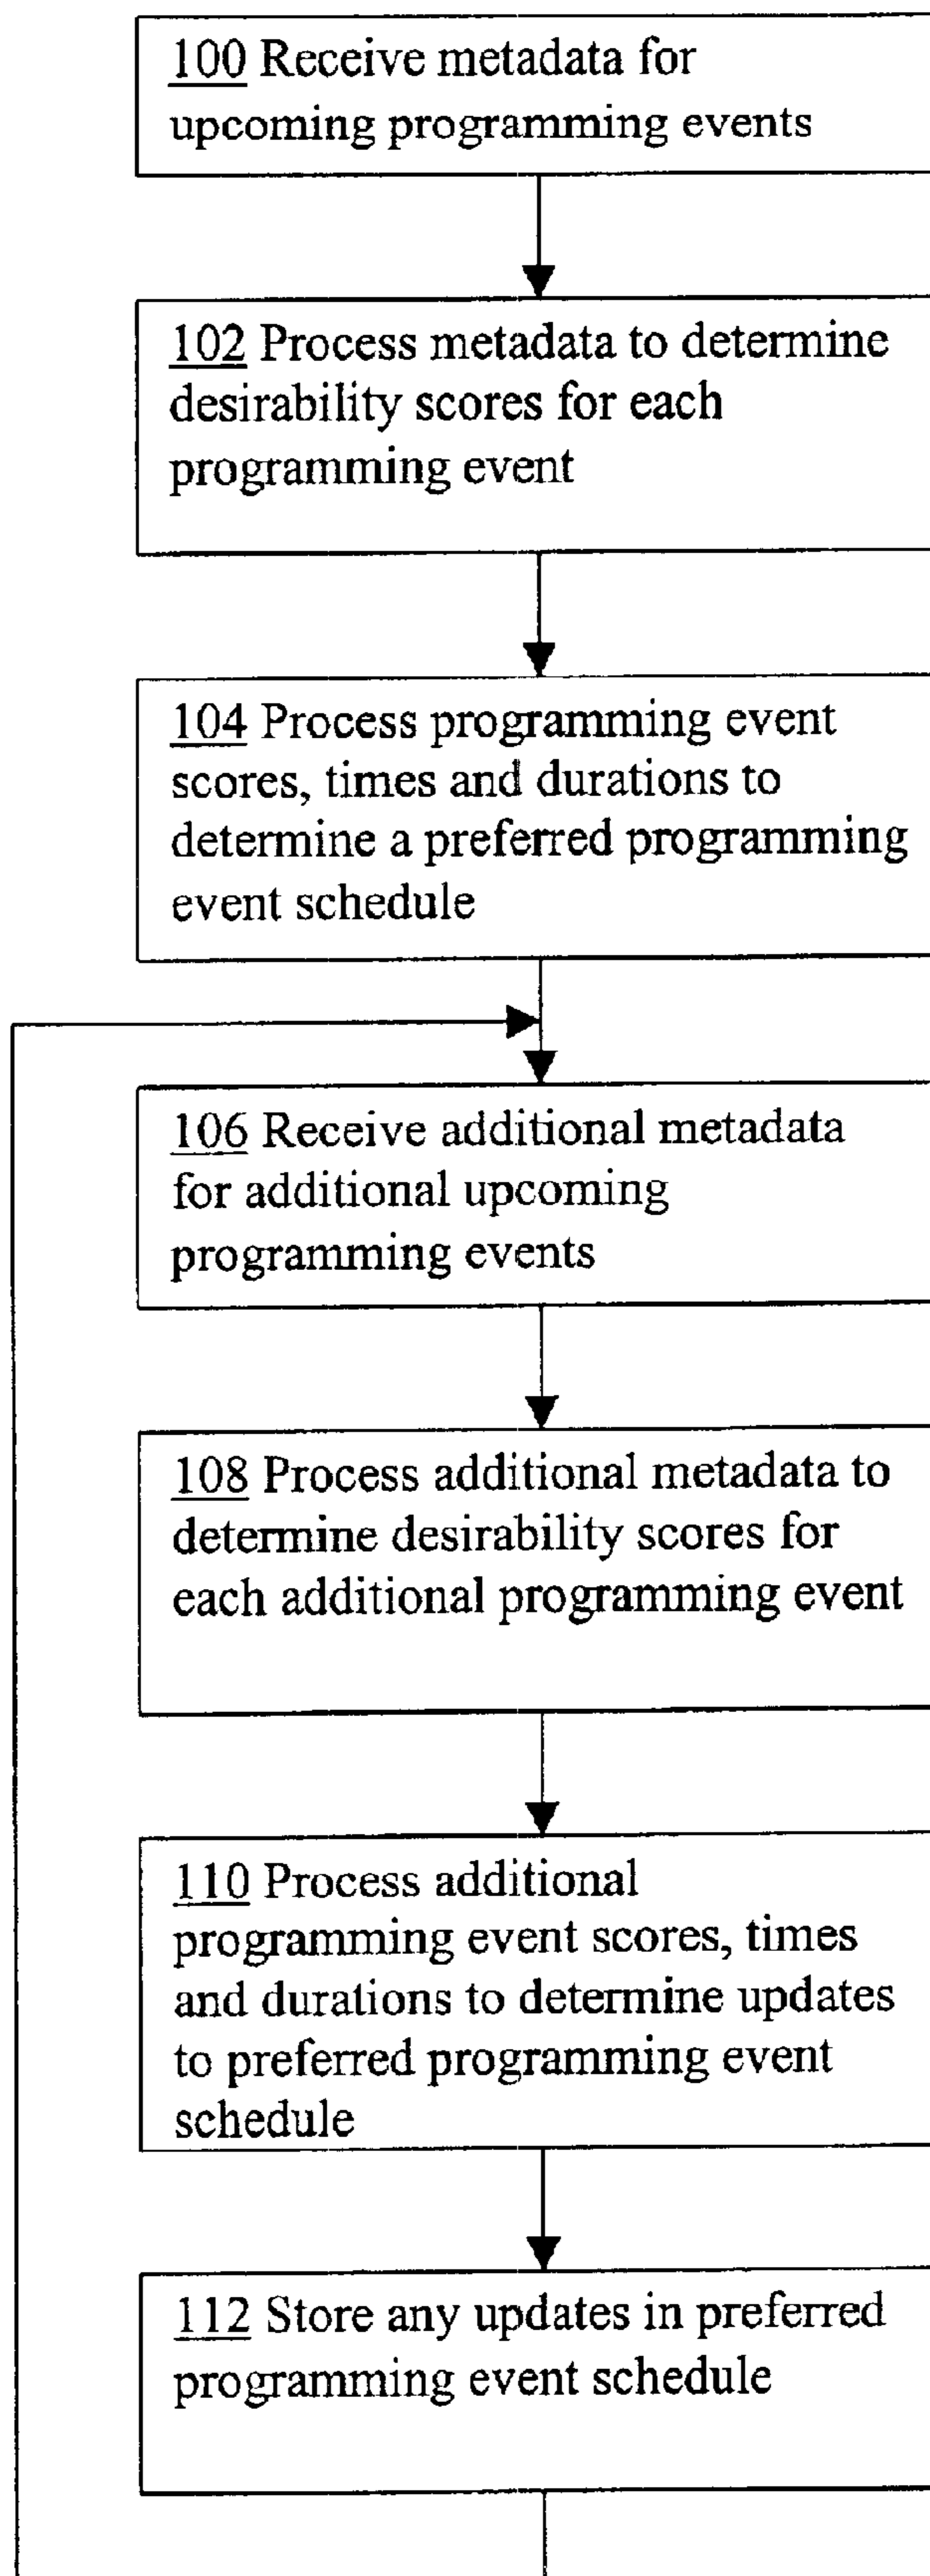 100 Receive metadata for
upcoming programming events
102 Process metadata to determine
desirability scores for each
programming event
104 Process programming event
scores, times and durations to
determine a preferred programming
event schedule
106 Receive additional metadata
for additional upcoming
programming events
108 Process additional metadata to
determine desirability scores for
each additional programming event
110 Process additional
programming event scores, times
and durations to determine updates
to preferred programming event
schedule
112 Store any updates in preferred
programming event schedule